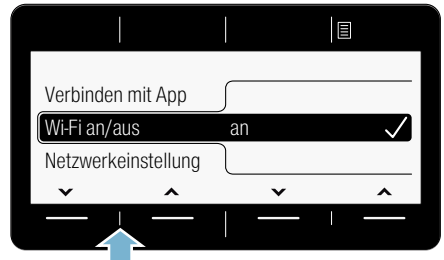 Verbinden mit App
Wi-Fi an/aus an
Netzwerkeinstellung